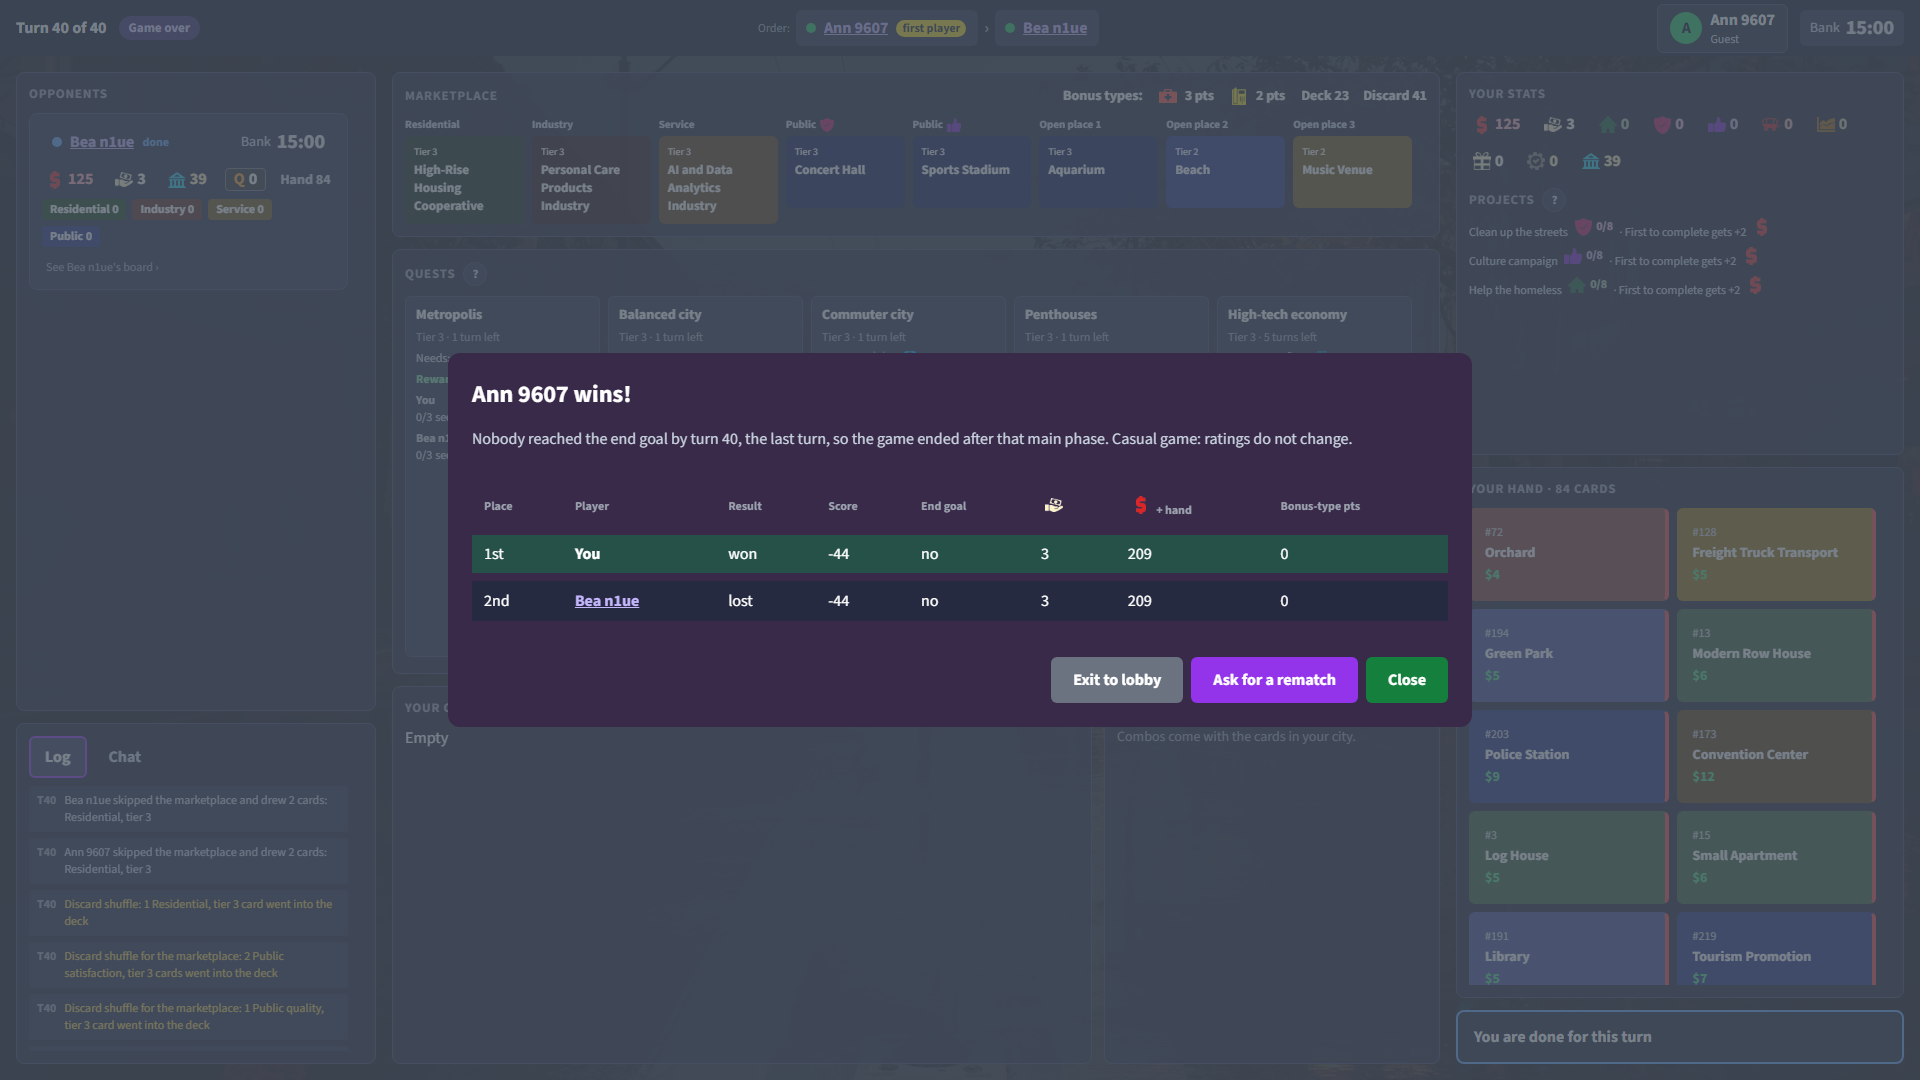 Turn 40 of 40
Game over
Order:
Ann 9607
first player
›
Bea n1ue
A
Ann 9607
Guest
Bank 15:00
OPPONENTS
Bea n1ue done
Bank 15:00
125
3
39
Q 0
Hand 84
Residential 0
Industry 0
Service 0
Public 0
See Bea n1ue's board ›
MARKETPLACE
Bonus types:
3 pts
2 pts
Deck 23
Discard 41
Residential
Industry
Service
Public
Public
Open place 1
Open place 2
Open place 3
Tier 3
High-Rise
Housing
Cooperative
Tier 3
Personal Care
Products
Industry
Tier 3
AI and Data
Analytics
Industry
Tier 3
Concert Hall
Tier 3
Sports Stadium
Tier 3
Aquarium
Tier 2
Beach
Tier 2
Music Venue
QUESTS ?
Metropolis
Tier 3 · 1 turn left
Needs
You
0/3
Bea
0/3
Balanced city
Tier 3 · 1 turn left
Commuter city
Tier 3 · 1 turn left
Penthouses
Tier 3 · 1 turn left
High-tech economy
Tier 3 · 5 turns left
YOUR STATS
125
3
0
0
0
0
0
0
0
39
PROJECTS ?
Clean up the streets 0/8 · First to complete gets +2
Culture campaign 0/8 · First to complete gets +2
Help the homeless 0/8 · First to complete gets +2
Ann 9607 wins!
Nobody reached the end goal by turn 40, the last turn, so the game ended after that main phase. Casual game: ratings do not change.
Place Player Result Score End goal + hand Bonus-type pts
1st You won -44 no 3 209 0
2nd Bea n1ue lost -44 no 3 209 0
Exit to lobby
Ask for a rematch
Close
YOUR
Empty
Combos come with the cards in your city.
Log
Chat
T40 Bea n1ue skipped the marketplace and drew 2 cards:
Residential, tier 3
T40 Ann 9607 skipped the marketplace and drew 2 cards:
Residential, tier 3
T40 Discard shuffle: 1 Residential, tier 3 card went into the
deck
T40 Discard shuffle for the marketplace: 2 Public
satisfaction, tier 3 cards went into the deck
T40 Discard shuffle for the marketplace: 1 Public quality,
tier 3 card went into the deck
YOUR HAND · 84 CARDS
#72
Orchard
$4
#128
Freight Truck Transport
$5
#194
Green Park
$5
#13
Modern Row House
$6
#203
Police Station
$9
#173
Convention Center
$12
#3
Log House
$5
#15
Small Apartment
$6
#191
Library
$5
#219
Tourism Promotion
$7
You are done for this turn